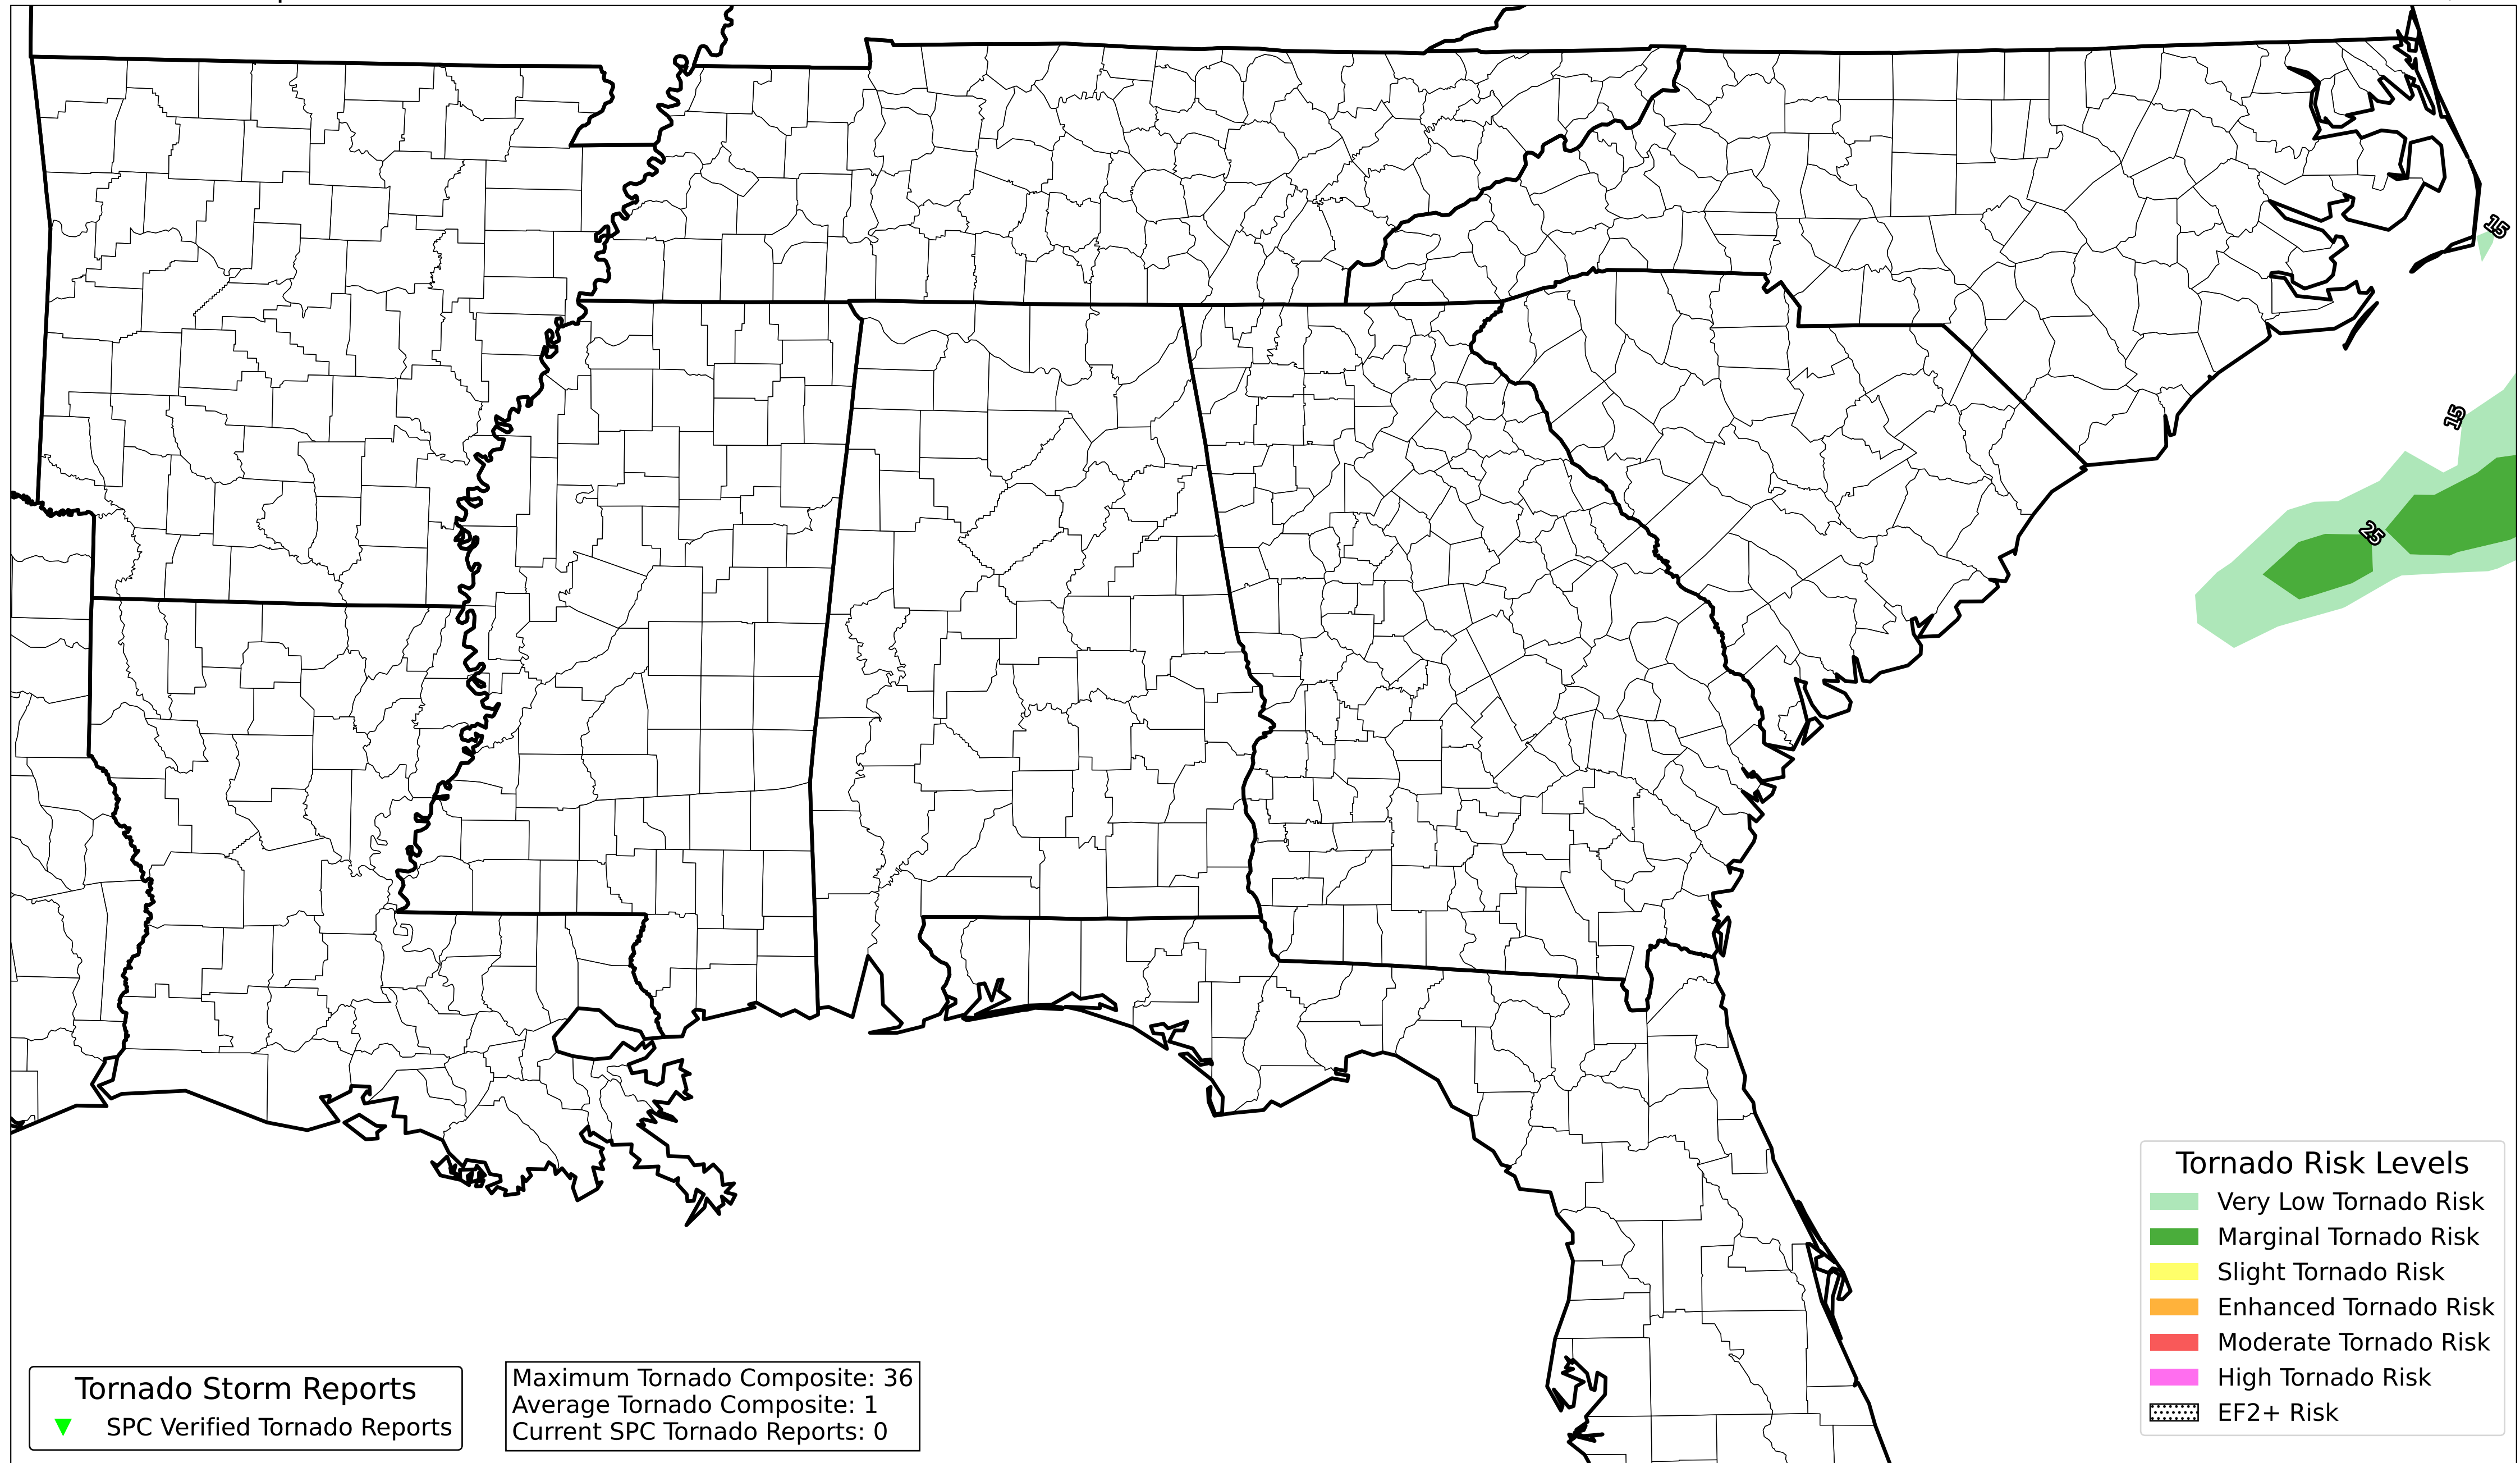 15
15
25
Tornado Risk Levels
Very Low Tornado Risk
Marginal Tornado Risk
Slight Tornado Risk
Enhanced Tornado Risk
Moderate Tornado Risk
High Tornado Risk
EF2+ Risk
Tornado Storm Reports
SPC Verified Tornado Reports
Maximum Tornado Composite: 36
Average Tornado Composite: 1
Current SPC Tornado Reports: 0